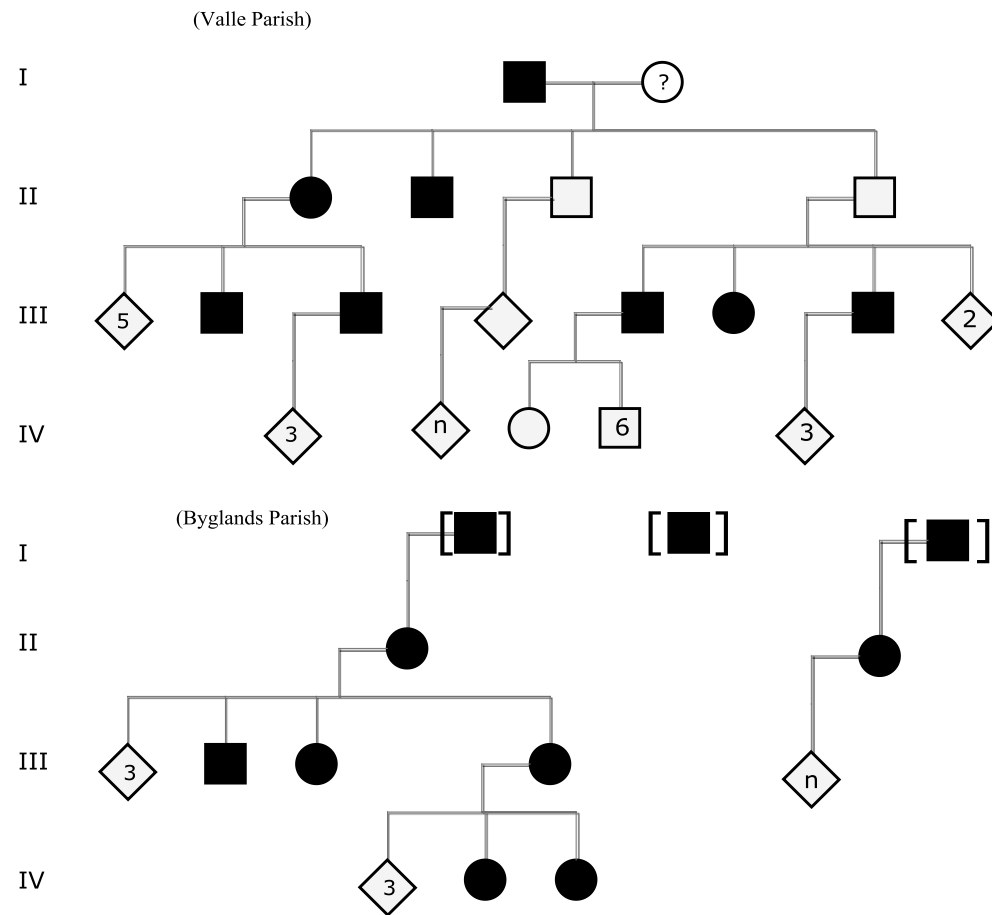 (Valle Parish)
I
?
II
III
5
2
IV
3
n
6
3
(Byglands Parish)
[ ]
[ ]
[ ]
I
II
III
3
n
IV
3